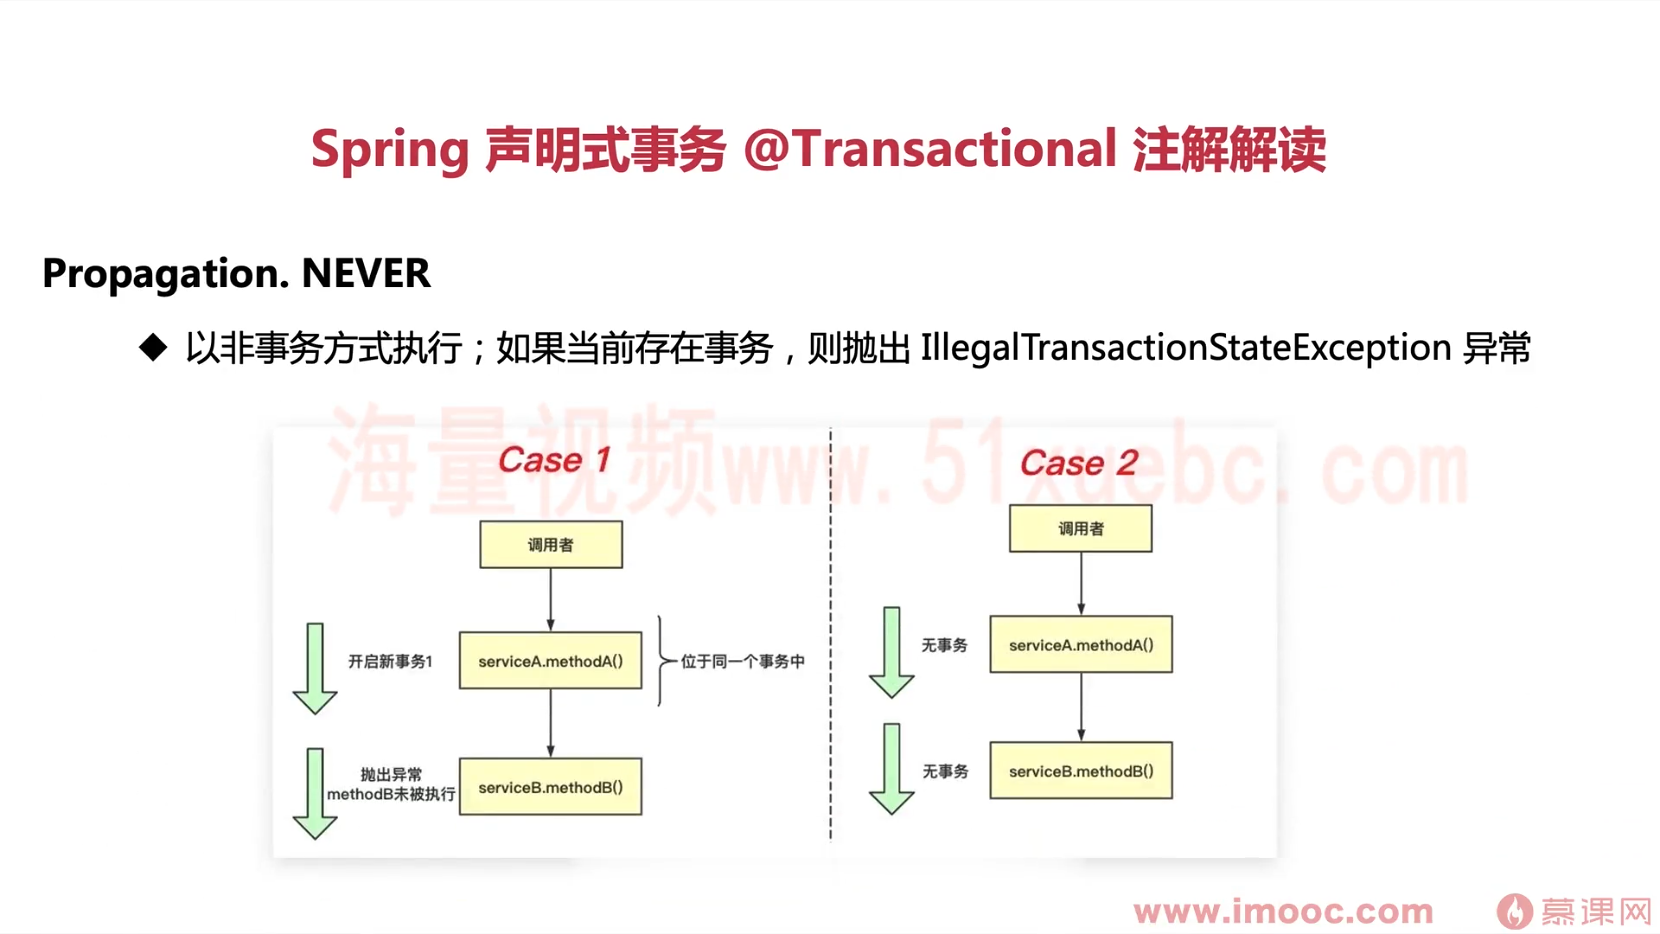 Spring 声明式事务 @Transactional 注解解读
Propagation. NEVER
◆ 以非事务方式执行；如果当前存在事务，则抛出 IllegalTransactionStateException 异常
海量视频www.51xuebc.com
Case 1
调用者
开启新事务1
serviceA.methodA()
位于同一个事务中
抛出异常
methodB未被执行
serviceB.methodB()
Case 2
调用者
无事务
serviceA.methodA()
无事务
serviceB.methodB()
www.imooc.com
慕课网